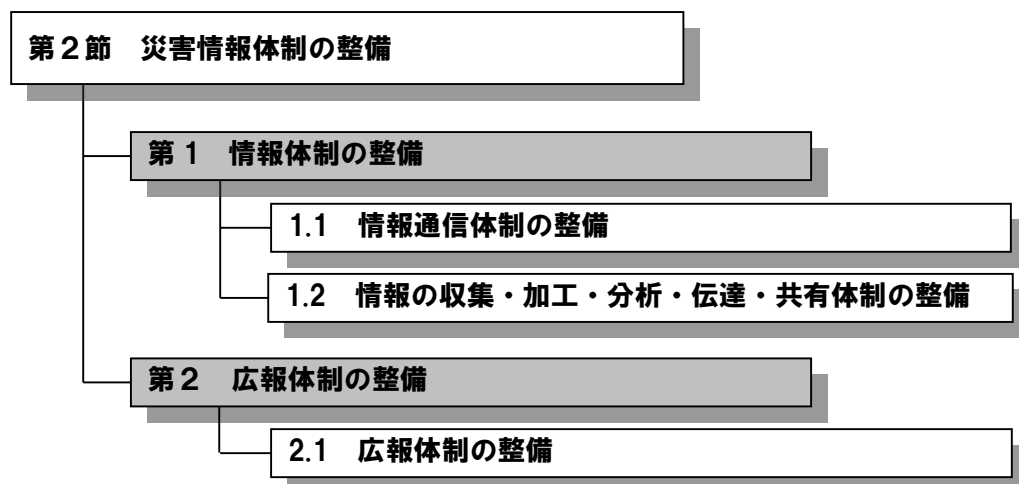 第２節　災害情報体制の整備
第１　情報体制の整備
1.1　情報通信体制の整備
1.2　情報の収集・加工・分析・伝達・共有体制の整備
第２　広報体制の整備
2.1　広報体制の整備